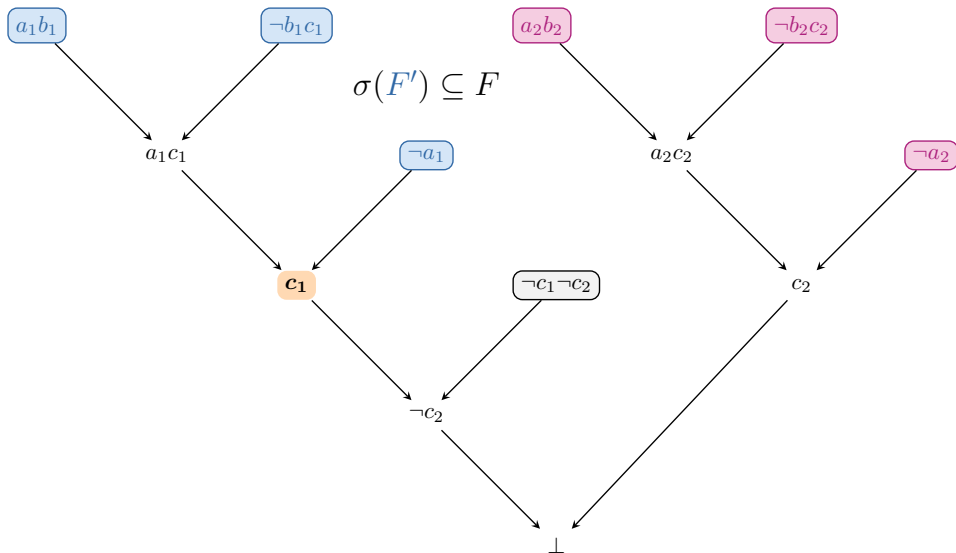 a₁b₁ ¬b₁c₁ a₂b₂ ¬b₂c₂
σ(F′) ⊆ F
a₁c₁ ¬a₁ a₂c₂ ¬a₂
c₁ ¬c₁¬c₂ c₂
¬c₂
⊥